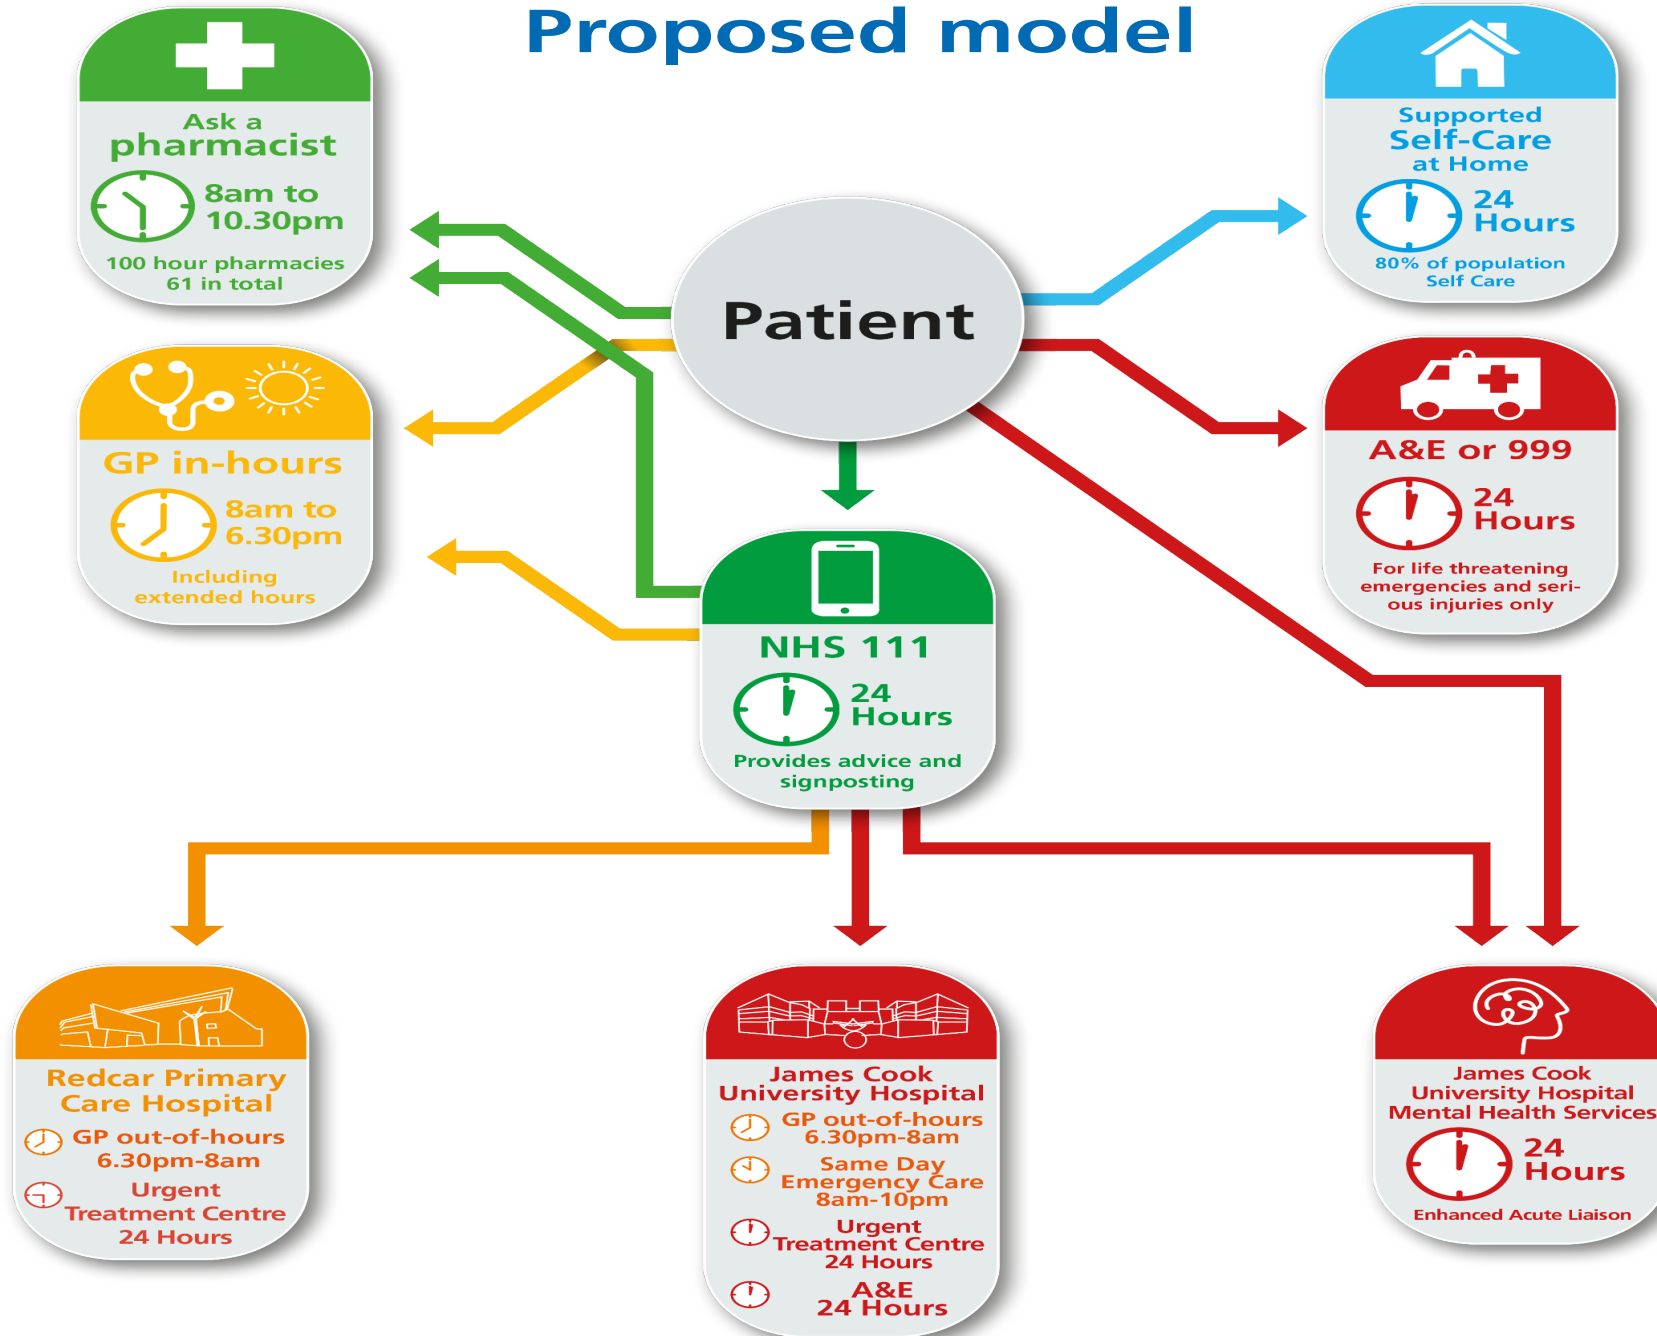 Proposed model
Ask a
pharmacist
8am to
10.30pm
100 hour pharmacies
61 in total
Supported
Self-Care
at Home
24
Hours
80% of population
Self Care
Patient
GP in-hours
8am to
6.30pm
Including
extended hours
A&E or 999
24
Hours
For life threatening
emergencies and seri-
ous injuries only
NHS 111
24
Hours
Provides advice and
signposting
Redcar Primary
Care Hospital
GP out-of-hours
6.30pm-8am
Urgent
Treatment Centre
24 Hours
James Cook
University Hospital
GP out-of-hours
6.30pm-8am
Same Day
Emergency Care
8am-10pm
Urgent
Treatment Centre
24 Hours
A&E
24 Hours
James Cook
University Hospital
Mental Health Services
24
Hours
Enhanced Acute Liaison